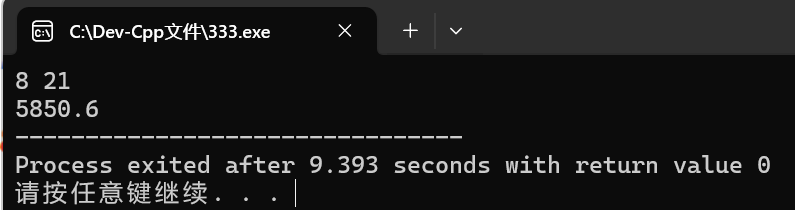 C:\Dev-Cpp文件\333.exe
8 21
5850.6
--------------------------------
Process exited after 9.393 seconds with return value 0
请按任意键继续. . .